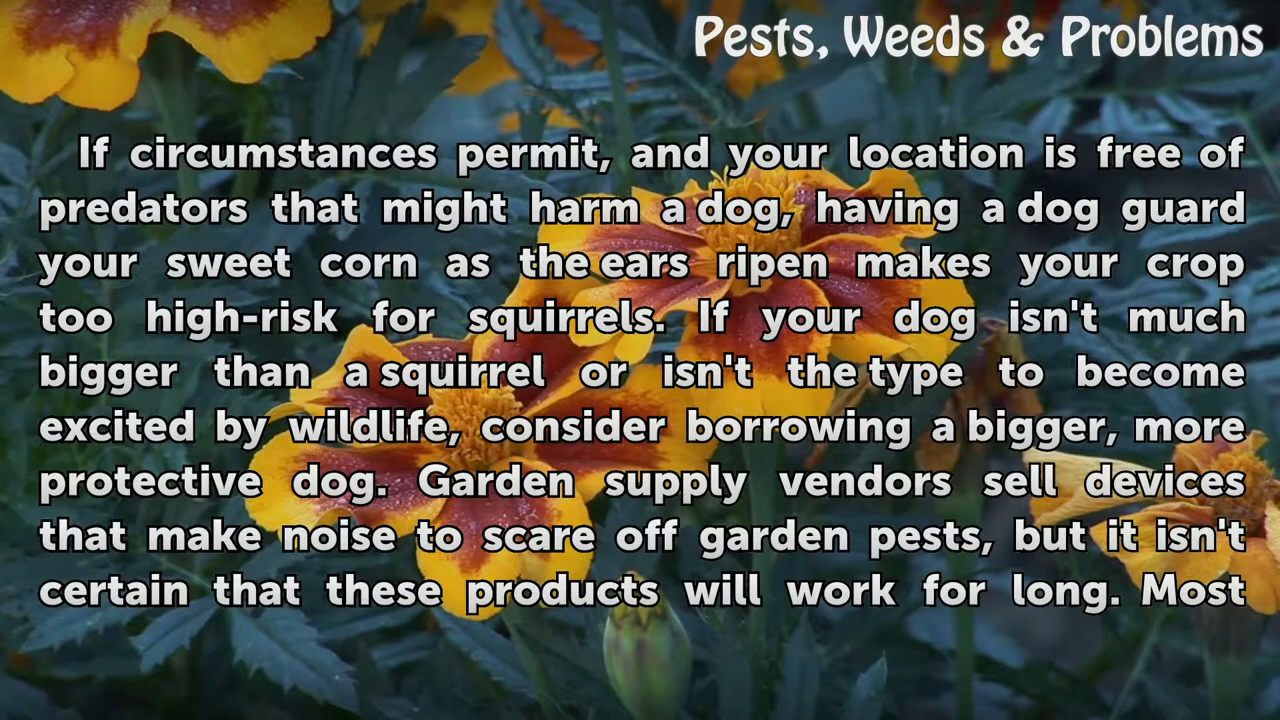 Pests, Weeds & Problems
If circumstances permit, and your location is free of
predators that might harm a dog, having a dog guard
your sweet corn as the ears ripen makes your crop
too high-risk for squirrels. If your dog isn't much
bigger than a squirrel or isn't the type to become
excited by wildlife, consider borrowing a bigger, more
protective dog. Garden supply vendors sell devices
that make noise to scare off garden pests, but it isn't
certain that these products will work for long. Most